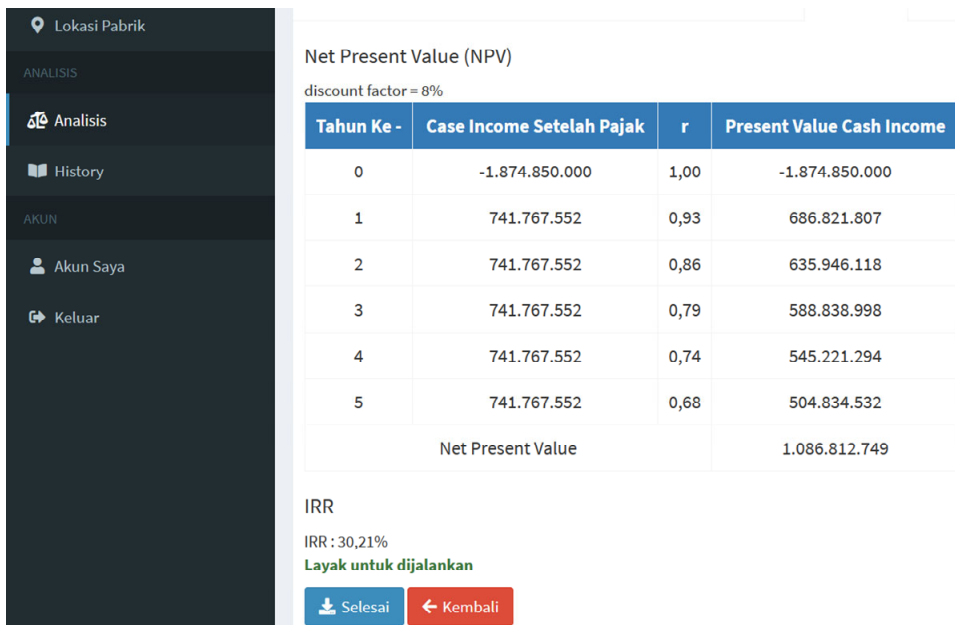 Lokasi Pabrik
ANALISIS
Analisis
History
AKUN
Akun Saya
Keluar
Net Present Value (NPV)
discount factor = 8%
Tahun Ke - Case Income Setelah Pajak r Present Value Cash Income
0 -1.874.850.000 1,00 -1.874.850.000
1 741.767.552 0,93 686.821.807
2 741.767.552 0,86 635.946.118
3 741.767.552 0,79 588.838.998
4 741.767.552 0,74 545.221.294
5 741.767.552 0,68 504.834.532
Net Present Value 1.086.812.749
IRR
IRR : 30,21%
Layak untuk dijalankan
Selesai Kembali